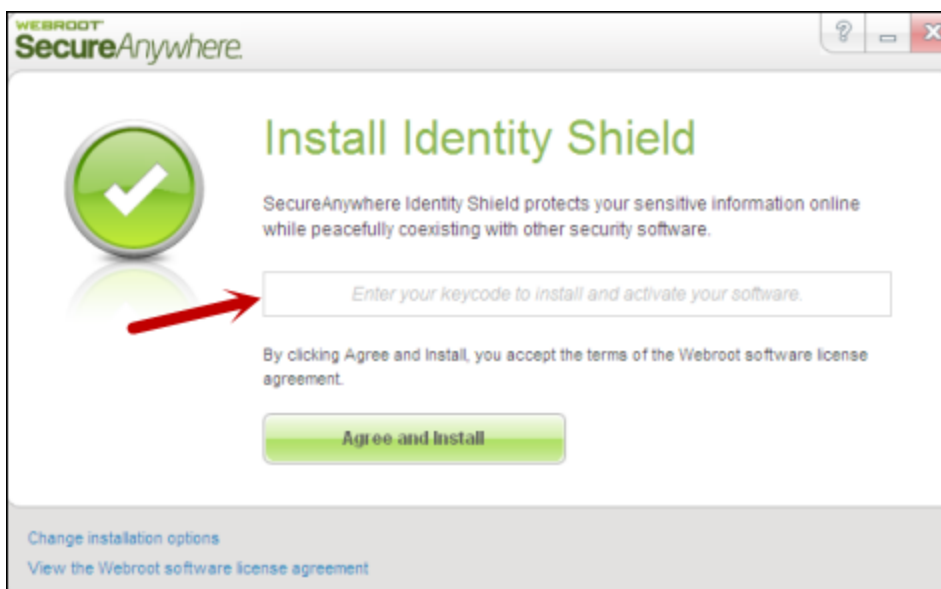 WEBROOT
SecureAnywhere.
Install Identity Shield
SecureAnywhere Identity Shield protects your sensitive information online
while peacefully coexisting with other security software.
Enter your keycode to install and activate your software.
By clicking Agree and Install, you accept the terms of the Webroot software license
agreement.
Agree and Install
Change installation options
View the Webroot software license agreement